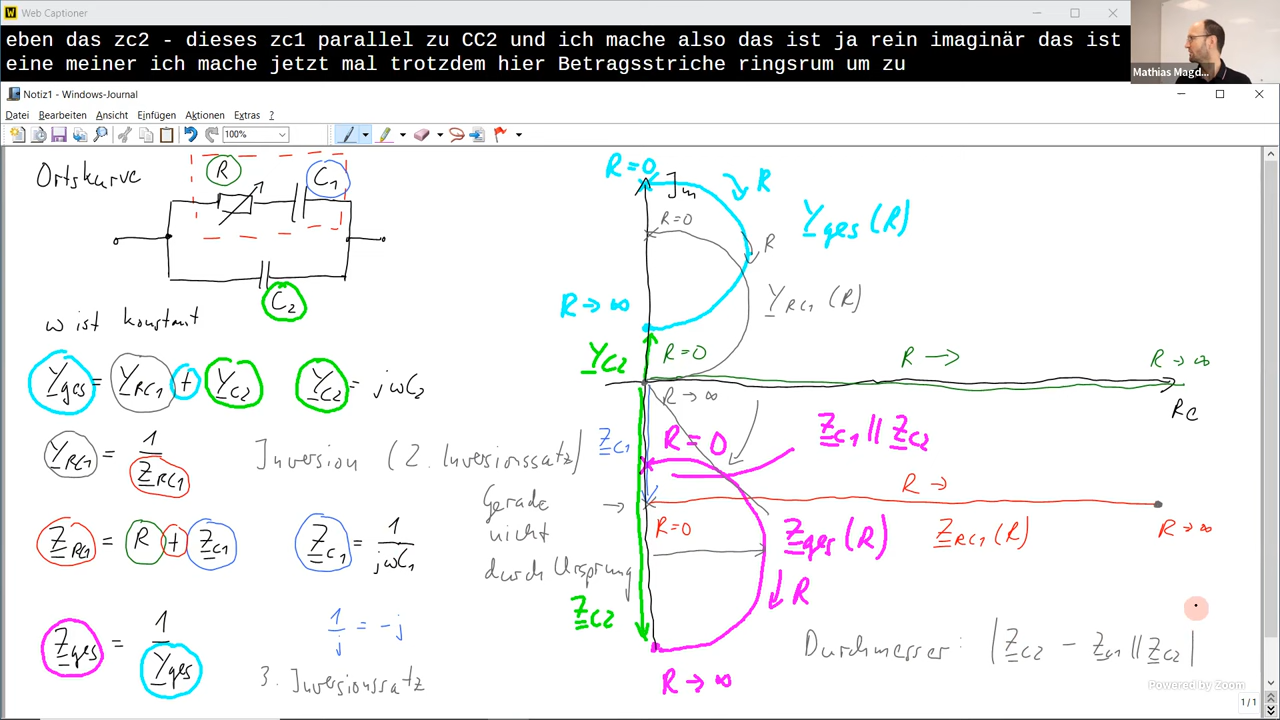 Web Captioner
eben das zc2 - dieses zc1 parallel zu CC2 und ich mache also das ist ja rein imaginär das ist
eine meiner ich mache jetzt mal trotzdem hier Betragsstriche ringsrum um zu
Mathias Magd...
Notiz1 - Windows-Journal
Datei Bearbeiten Ansicht Einfügen Aktionen Extras ?
100%
Ortskurve
R
C1
C2
ω ist konstant
Yges = YRC1 + YC2
YC2 = jωC2
YRC1 = 1/ZRC1
Inversion (2. Inversionssatz)
ZRC1 = R + ZC1
ZC1 = 1/jωC1
Gerade
nicht
durch Ursprung
Zges = 1/Yges
1/j = -j
3. Inversionssatz
R=0
Jm
R
Yges (R)
R=0
R
YRC1 (R)
R → ∞
YC2
R=0
R →
R → ∞
R → ∞
Re
ZC1
R=0
ZC1 || ZC2
R →
R=0
Zges (R)
ZRC1 (R)
R → ∞
R
ZC2
R → ∞
Durchmesser: |ZC2 - ZC1 || ZC2|
Powered by Zoom
1/1